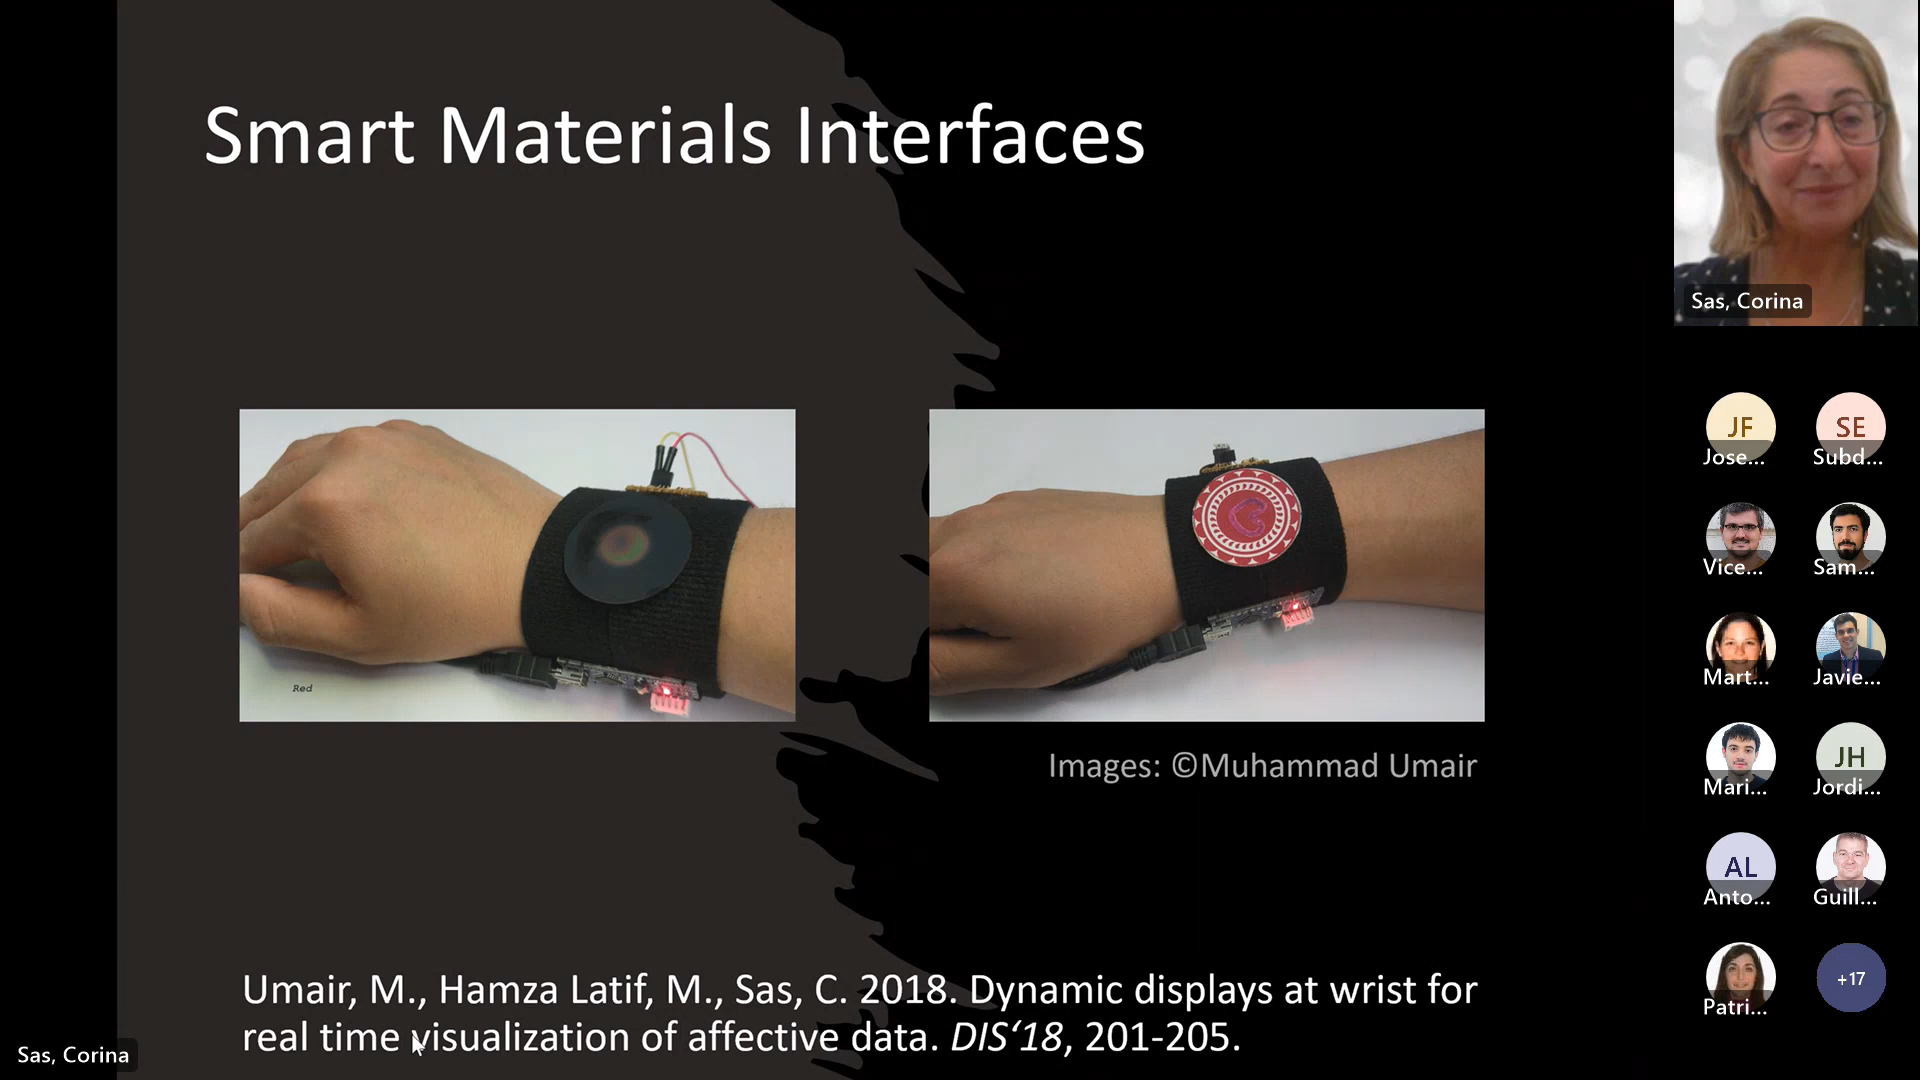 Smart Materials Interfaces
Red
Images: ©Muhammad Umair
Umair, M., Hamza Latif, M., Sas, C. 2018. Dynamic displays at wrist for
real time visualization of affective data. DIS‘18, 201-205.
Sas, Corina
Sas, Corina
JF
Jose...
SE
Subd...
Vice...
Sam...
Mart...
Javie...
Mari...
JH
Jordi...
AL
Anto...
Guill...
Patri...
+17